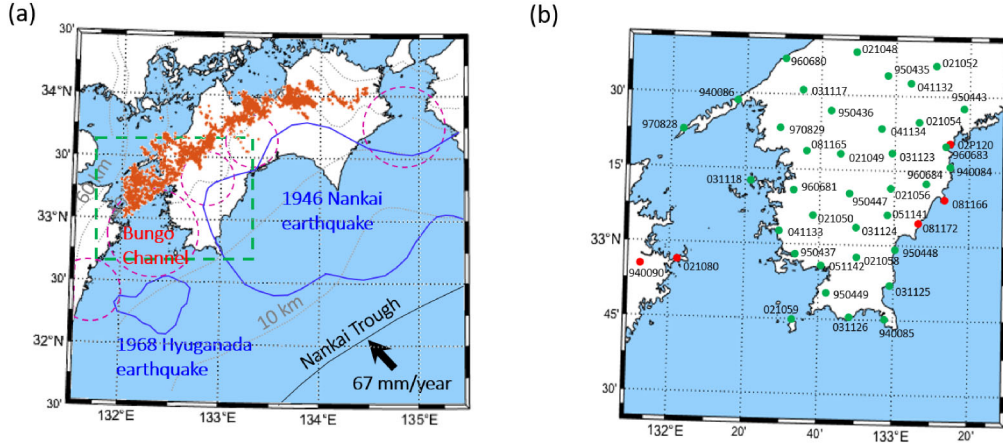 (a)
30'
34°N
30'
33°N
30'
32°N
30'
132°E
133°E
134°E
135°E
60 km
10 km
Bungo
Channel
1946 Nankai
earthquake
1968 Hyuganada
earthquake
Nankai Trough
67 mm/year
(b)
15'
33°N
45'
30'
132°E
20'
40'
133°E
20'
021048
960680
021052
950435
041132
940086
031117
950443
950436
021054
970828
970829
041134
02P120
081165
021049
031123
960683
940084
031118
960684
960681
021056
950447
081166
021050
051141
041133
031124
081172
950437
950448
021058
940090
021080
051142
950449
031125
021059
031126
940085